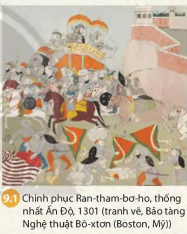 9.1 Chinh phục Ran-tham-bơ-ho, thống
nhất Ấn Độ, 1301 (tranh vẽ, Bảo tàng
Nghệ thuật Bô-xtơn (Boston, Mỹ))